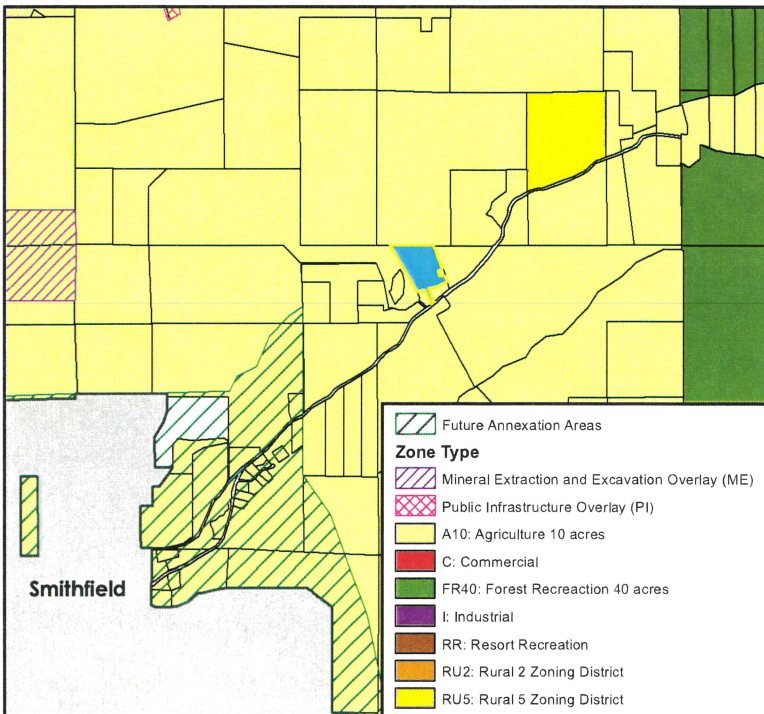 Smithfield
Future Annexation Areas
Zone Type
Mineral Extraction and Excavation Overlay (ME)
Public Infrastructure Overlay (PI)
A10: Agriculture 10 acres
C: Commercial
FR40: Forest Recreaction 40 acres
I: Industrial
RR: Resort Recreation
RU2: Rural 2 Zoning District
RU5: Rural 5 Zoning District